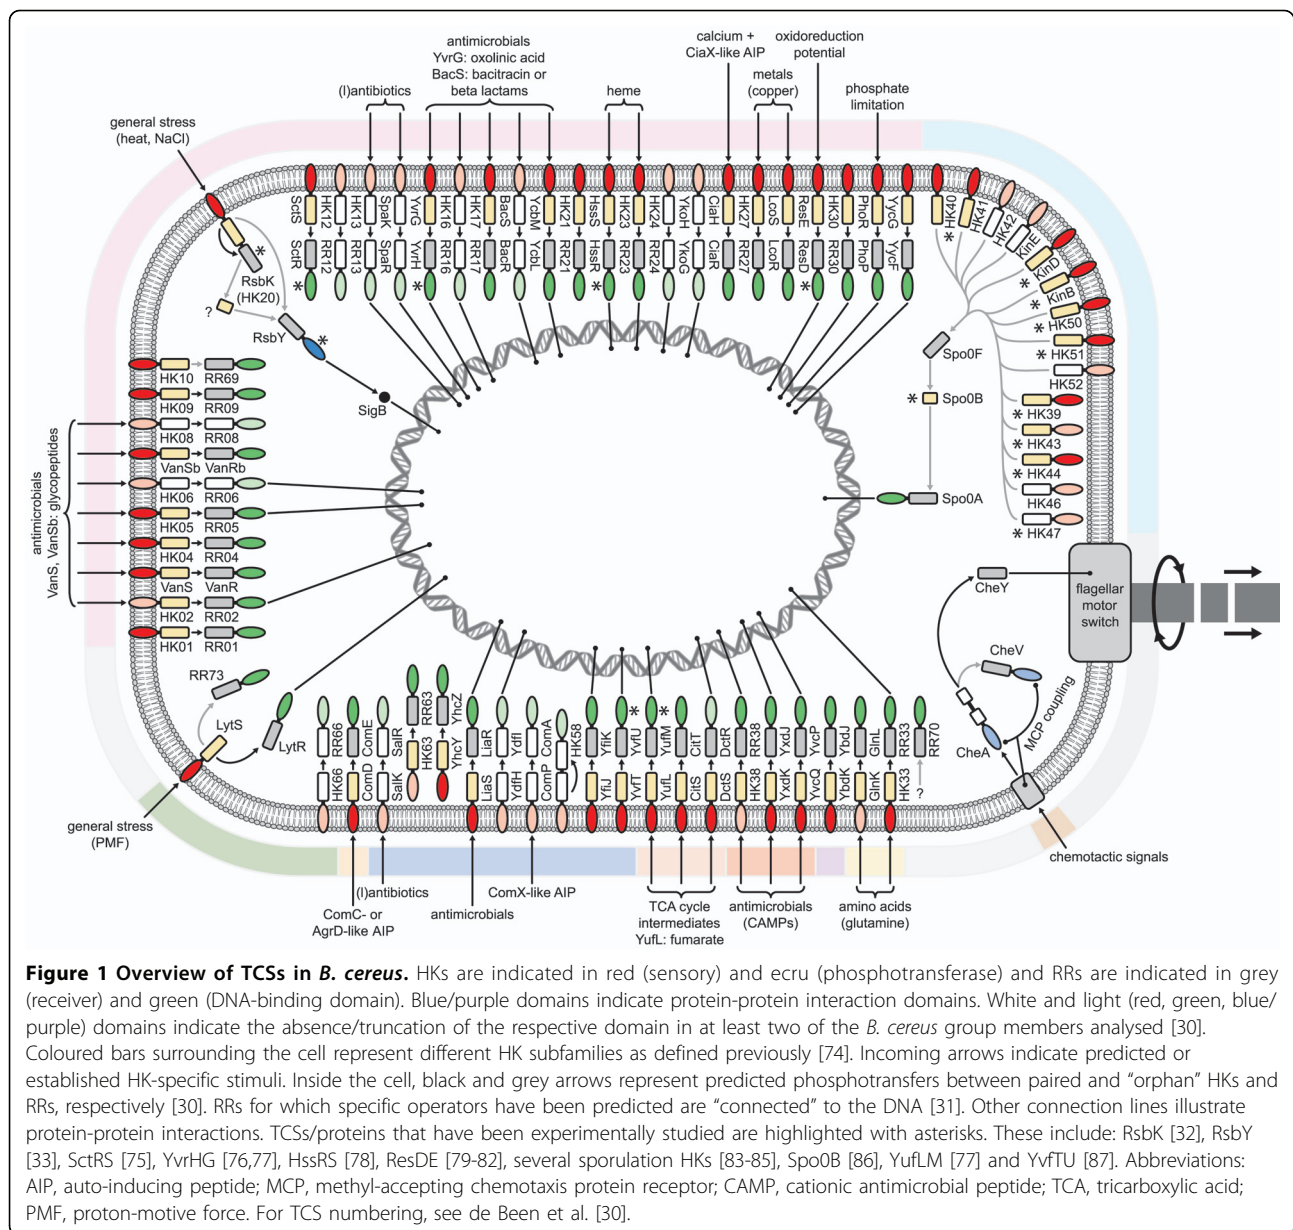 antimicrobials
YvrG: oxolinic acid
BacS: bacitracin or
beta lactams
(l)antibiotics
heme
calcium +
CiaX-like AIP
metals
(copper)
oxidoreduction
potential
phosphate
limitation
general stress
(heat, NaCl)
SctS
HK12
HK13
SpaK
YvrG
HK16
HK17
BacS
YcbM
HK21
HssS
HK23
HK24
YkoH
CiaH
HK27
LcoS
ResE
HK30
PhoR
YycG
SctR
RR12
RR13
SpaR
YvrH
RR16
RR17
BacR
YcbL
RR21
HssR
RR23
RR24
YkoG
CiaR
RR27
LcoR
ResD
RR30
PhoP
YycF
*
*
*
*
HK40
*
HK41
HK42
KinE
KinD
*
KinB
*
HK50
*
HK51
HK52
* HK39
* HK43
* HK44
HK46
* HK47
*
RsbK
(HK20)
?
RsbY
*
SigB
Spo0F
* Spo0B
Spo0A
HK10 RR69
HK09 RR09
HK08 RR08
VanSb VanRb
HK06 RR06
HK05 RR05
HK04 RR04
VanS VanR
HK02 RR02
HK01 RR01
antimicrobials
VanS, VanSb: glycopeptides
RR73
LytS
LytR
general stress
(PMF)
RR66
ComE
SalR
RR63
YhcZ
LiaR
YdfI
ComA
HK58
YfiK
YvfU
*
YufM
*
CitT
DctR
RR38
YxdJ
YvcP
YbdJ
GlnL
RR33
RR70
HK66
ComD
SalK
HK63
YhcY
LiaS
YdfH
ComP
YfiJ
YvfT
YufL
CitS
DctS
HK38
YxdK
YvcQ
YbdK
GlnK
HK33
?
CheY
flagellar
motor
switch
CheV
CheA
MCP coupling
chemotactic signals
(l)antibiotics
ComC- or
AgrD-like AIP
antimicrobials
ComX-like AIP
TCA cycle
intermediates
YufL: fumarate
antimicrobials
(CAMPs)
amino acids
(glutamine)
Figure 1 Overview of TCSs in B. cereus. HKs are indicated in red (sensory) and ecru (phosphotransferase) and RRs are indicated in grey
(receiver) and green (DNA-binding domain). Blue/purple domains indicate protein-protein interaction domains. White and light (red, green, blue/
purple) domains indicate the absence/truncation of the respective domain in at least two of the B. cereus group members analysed [30].
Coloured bars surrounding the cell represent different HK subfamilies as defined previously [74]. Incoming arrows indicate predicted or
established HK-specific stimuli. Inside the cell, black and grey arrows represent predicted phosphotransfers between paired and “orphan” HKs and
RRs, respectively [30]. RRs for which specific operators have been predicted are “connected” to the DNA [31]. Other connection lines illustrate
protein-protein interactions. TCSs/proteins that have been experimentally studied are highlighted with asterisks. These include: RsbK [32], RsbY
[33], SctRS [75], YvrHG [76,77], HssRS [78], ResDE [79-82], several sporulation HKs [83-85], Spo0B [86], YufLM [77] and YvfTU [87]. Abbreviations:
AIP, auto-inducing peptide; MCP, methyl-accepting chemotaxis protein receptor; CAMP, cationic antimicrobial peptide; TCA, tricarboxylic acid;
PMF, proton-motive force. For TCS numbering, see de Been et al. [30].